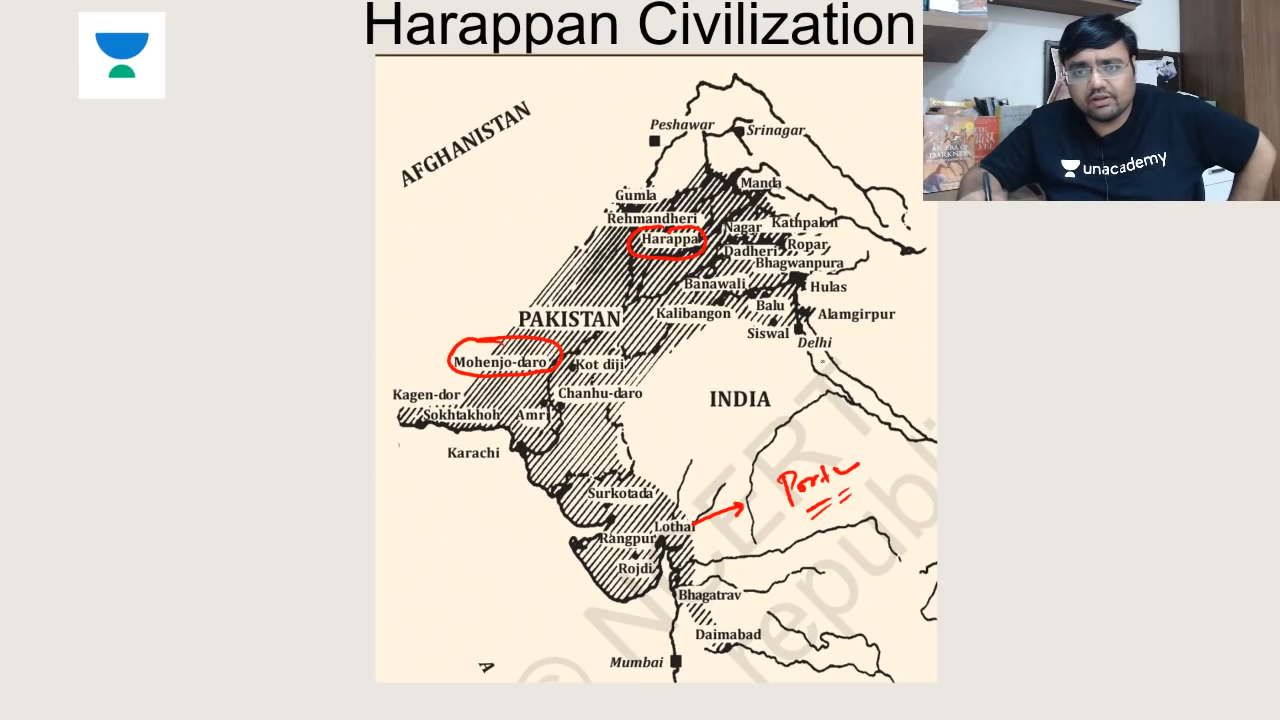 Harappan Civilization
AFGHANISTAN
Peshawar
Srinagar
Gumla
Manda
Rehmandheri
Harappa
Nagar
Kathpalon
Dadheri
Ropar
Bhagwanpura
Banawali
Hulas
PAKISTAN
Kalibangon
Balu
Alamgirpur
Siswal
Delhi
Mohenjo-daro
Kot diji
Kagen-dor
Chanhu-daro
INDIA
Sokhtakhoh
Amri
Karachi
Surkotada
Lothal
Rangpur
Rojdi
Bhagatrav
Daimabad
Mumbai
© NCERT
republi
unacademy